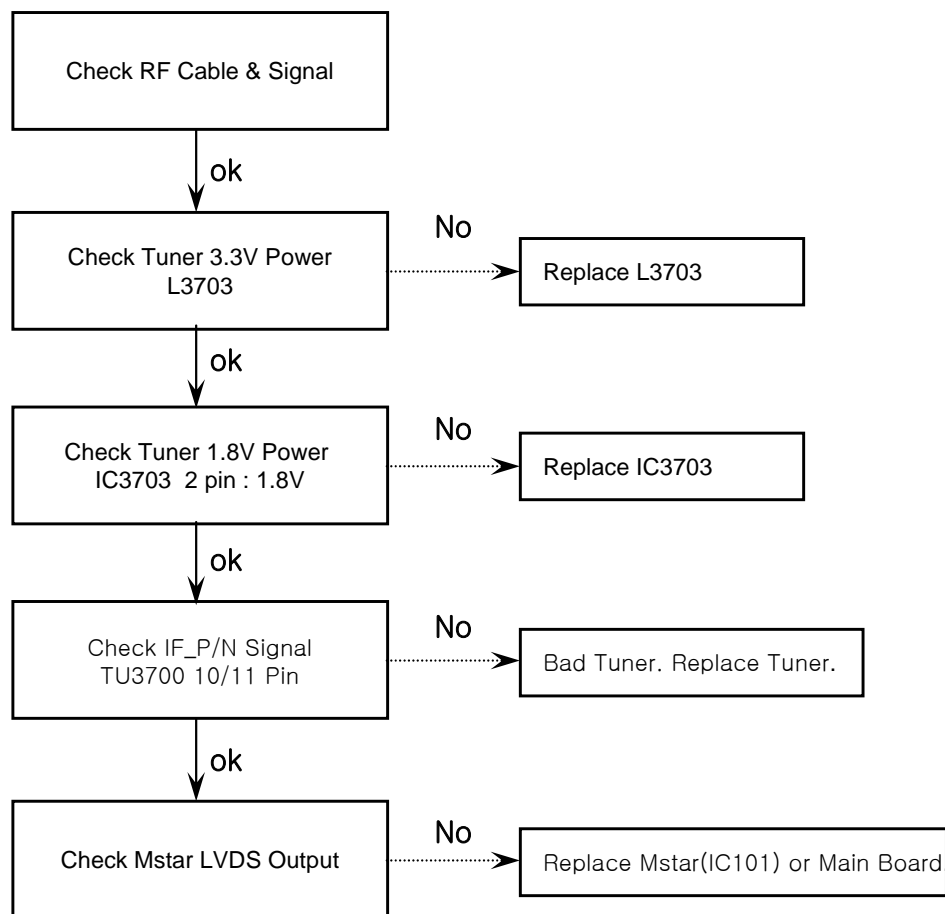 Check RF Cable & Signal
ok
Check Tuner 3.3V Power
L3703
No
Replace L3703
ok
Check Tuner 1.8V Power
IC3703 2 pin : 1.8V
No
Replace IC3703
ok
Check IF_P/N Signal
TU3700 10/11 Pin
No
Bad Tuner. Replace Tuner.
ok
Check Mstar LVDS Output
No
Replace Mstar(IC101) or Main Board.